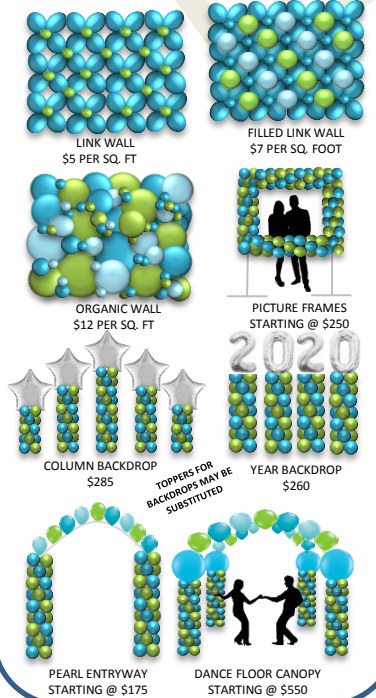 LINK WALL
$5 PER SQ. FT
FILLED LINK WALL
$7 PER SQ. FOOT
ORGANIC WALL
$12 PER SQ. FT
PICTURE FRAMES
STARTING @ $250
2020
COLUMN BACKDROP
$285
YEAR BACKDROP
$260
TOPPERS FOR
BACKDROPS MAY BE
SUBSTITUTED
PEARL ENTRYWAY
STARTING @ $175
DANCE FLOOR CANOPY
STARTING @ $550